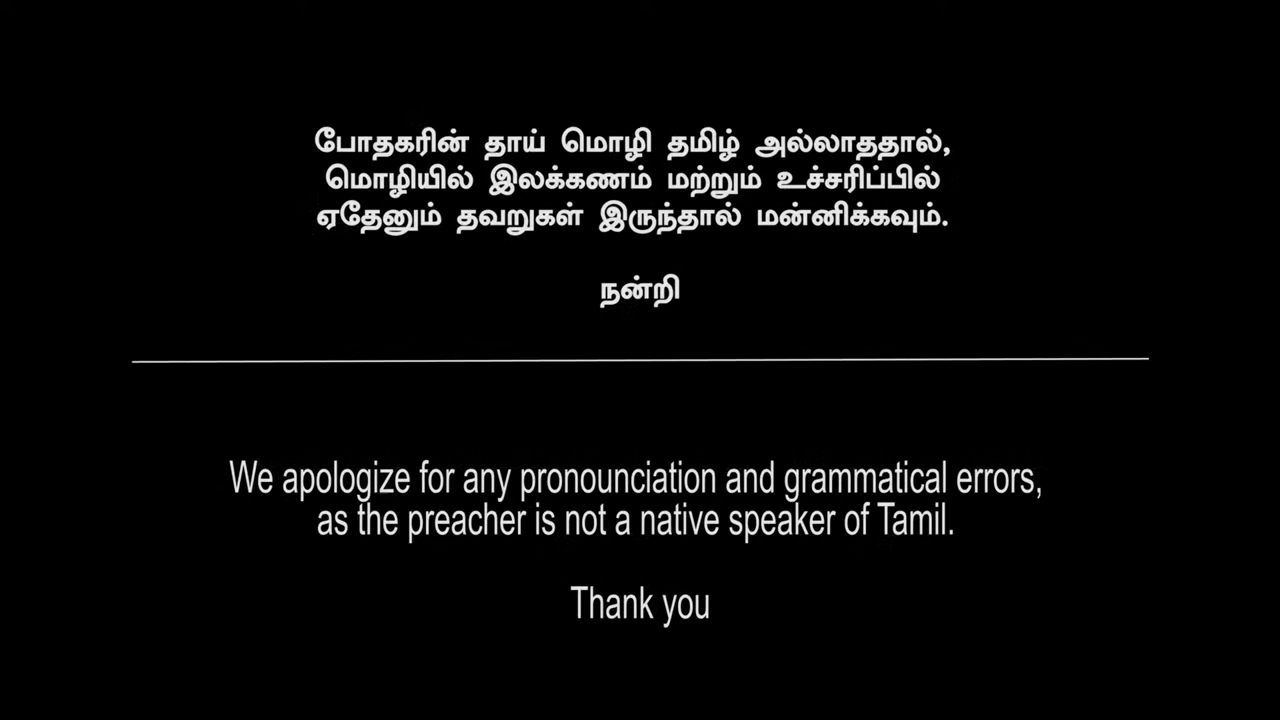 போதகரின் தாய் மொழி தமிழ் அல்லாததால்,
மொழியில் இலக்கணம் மற்றும் உச்சரிப்பில்
ஏதேனும் தவறுகள் இருந்தால் மன்னிக்கவும்.
நன்றி
We apologize for any pronounciation and grammatical errors,
as the preacher is not a native speaker of Tamil.
Thank you